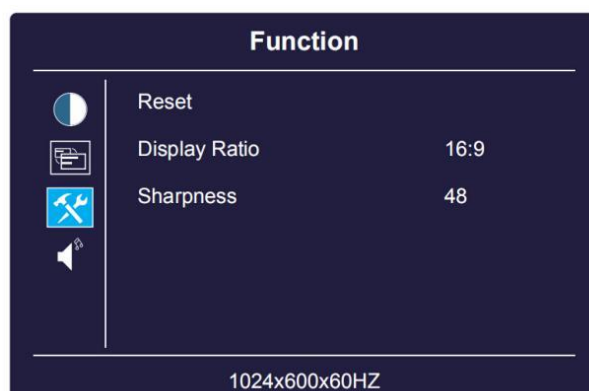 Function
Reset
Display Ratio 16:9
Sharpness 48
1024x600x60HZ